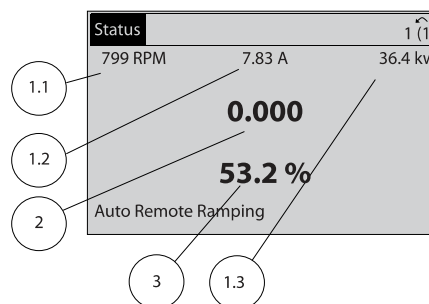 Status 1 (1
799 RPM 7.83 A 36.4 kw
0.000
53.2 %
Auto Remote Ramping
1.1
1.2
2
3
1.3